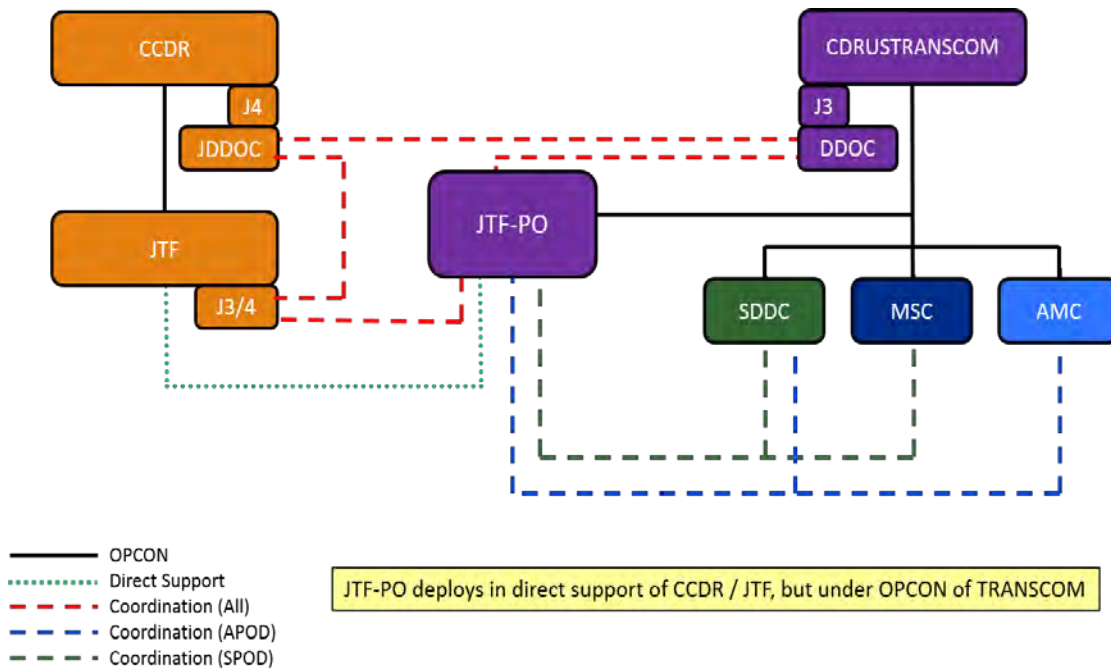 CCDR
CDRUSTRANSCOM
J4
J3
JDDOC
DDOC
JTF-PO
JTF
J3/4
SDDC
MSC
AMC
OPCON
Direct Support
Coordination (All)
Coordination (APOD)
Coordination (SPOD)
JTF-PO deploys in direct support of CCDR / JTF, but under OPCON of TRANSCOM